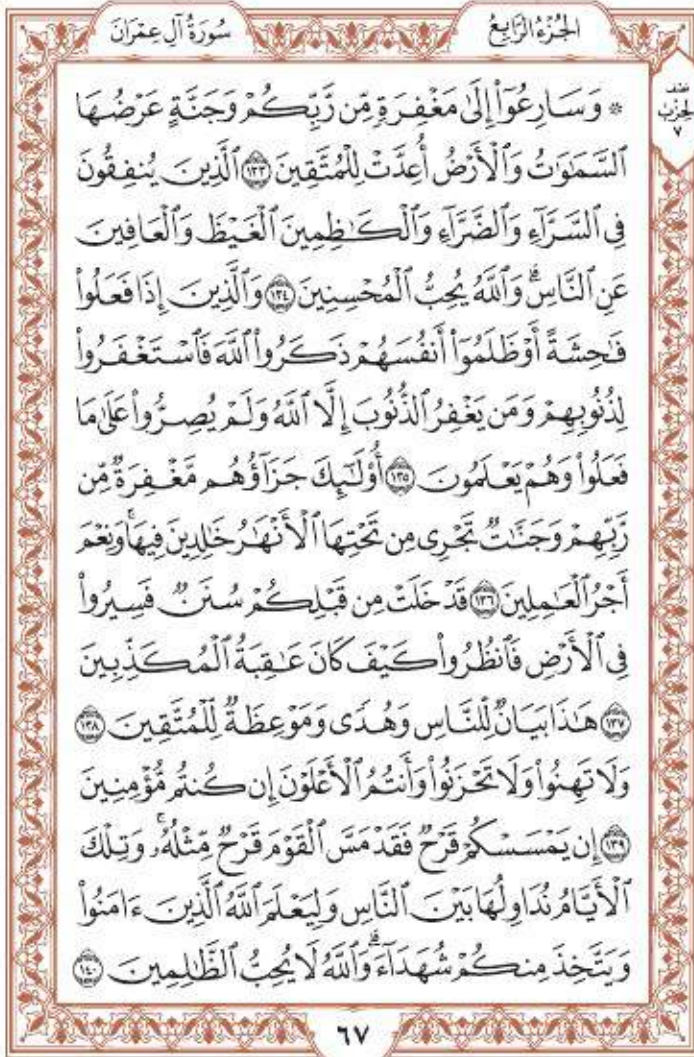 سُورَةُ آلِ عِمۡرَانَ
الجُزْءُ الرَّابِعُ
۞ وَسَارِعُوٓاْ إِلَىٰ مَغۡفِرَةٖ مِّن رَّبِّكُمۡ وَجَنَّةٍ عَرۡضُهَا
ٱلسَّمَٰوَٰتُ وَٱلۡأَرۡضُ أُعِدَّتۡ لِلۡمُتَّقِينَ ١٣٣ ٱلَّذِينَ يُنفِقُونَ
فِي ٱلسَّرَّآءِ وَٱلضَّرَّآءِ وَٱلۡكَٰظِمِينَ ٱلۡغَيۡظَ وَٱلۡعَافِينَ
عَنِ ٱلنَّاسِۗ وَٱللَّهُ يُحِبُّ ٱلۡمُحۡسِنِينَ ١٣٤ وَٱلَّذِينَ إِذَا فَعَلُواْ
فَٰحِشَةً أَوۡ ظَلَمُوٓاْ أَنفُسَهُمۡ ذَكَرُواْ ٱللَّهَ فَٱسۡتَغۡفَرُواْ
لِذُنُوبِهِمۡ وَمَن يَغۡفِرُ ٱلذُّنُوبَ إِلَّا ٱللَّهُ وَلَمۡ يُصِرُّواْ عَلَىٰ مَا
فَعَلُواْ وَهُمۡ يَعۡلَمُونَ ١٣٥ أُوْلَٰٓئِكَ جَزَآؤُهُم مَّغۡفِرَةٞ مِّن
رَّبِّهِمۡ وَجَنَّٰتٞ تَجۡرِي مِن تَحۡتِهَا ٱلۡأَنۡهَٰرُ خَٰلِدِينَ فِيهَاۚ وَنِعۡمَ
أَجۡرُ ٱلۡعَٰمِلِينَ ١٣٦ قَدۡ خَلَتۡ مِن قَبۡلِكُمۡ سُنَنٞ فَسِيرُواْ
فِي ٱلۡأَرۡضِ فَٱنظُرُواْ كَيۡفَ كَانَ عَٰقِبَةُ ٱلۡمُكَذِّبِينَ
١٣٧ هَٰذَا بَيَانٞ لِّلنَّاسِ وَهُدٗى وَمَوۡعِظَةٞ لِّلۡمُتَّقِينَ ١٣٨
وَلَا تَهِنُواْ وَلَا تَحۡزَنُواْ وَأَنتُمُ ٱلۡأَعۡلَوۡنَ إِن كُنتُم مُّؤۡمِنِينَ
١٣٩ إِن يَمۡسَسۡكُمۡ قَرۡحٞ فَقَدۡ مَسَّ ٱلۡقَوۡمَ قَرۡحٞ مِّثۡلُهُۥۚ وَتِلۡكَ
ٱلۡأَيَّامُ نُدَاوِلُهَا بَيۡنَ ٱلنَّاسِ وَلِيَعۡلَمَ ٱللَّهُ ٱلَّذِينَ ءَامَنُواْ
وَيَتَّخِذَ مِنكُمۡ شُهَدَآءَۗ وَٱللَّهُ لَا يُحِبُّ ٱلظَّٰلِمِينَ ١٤٠
٦٧